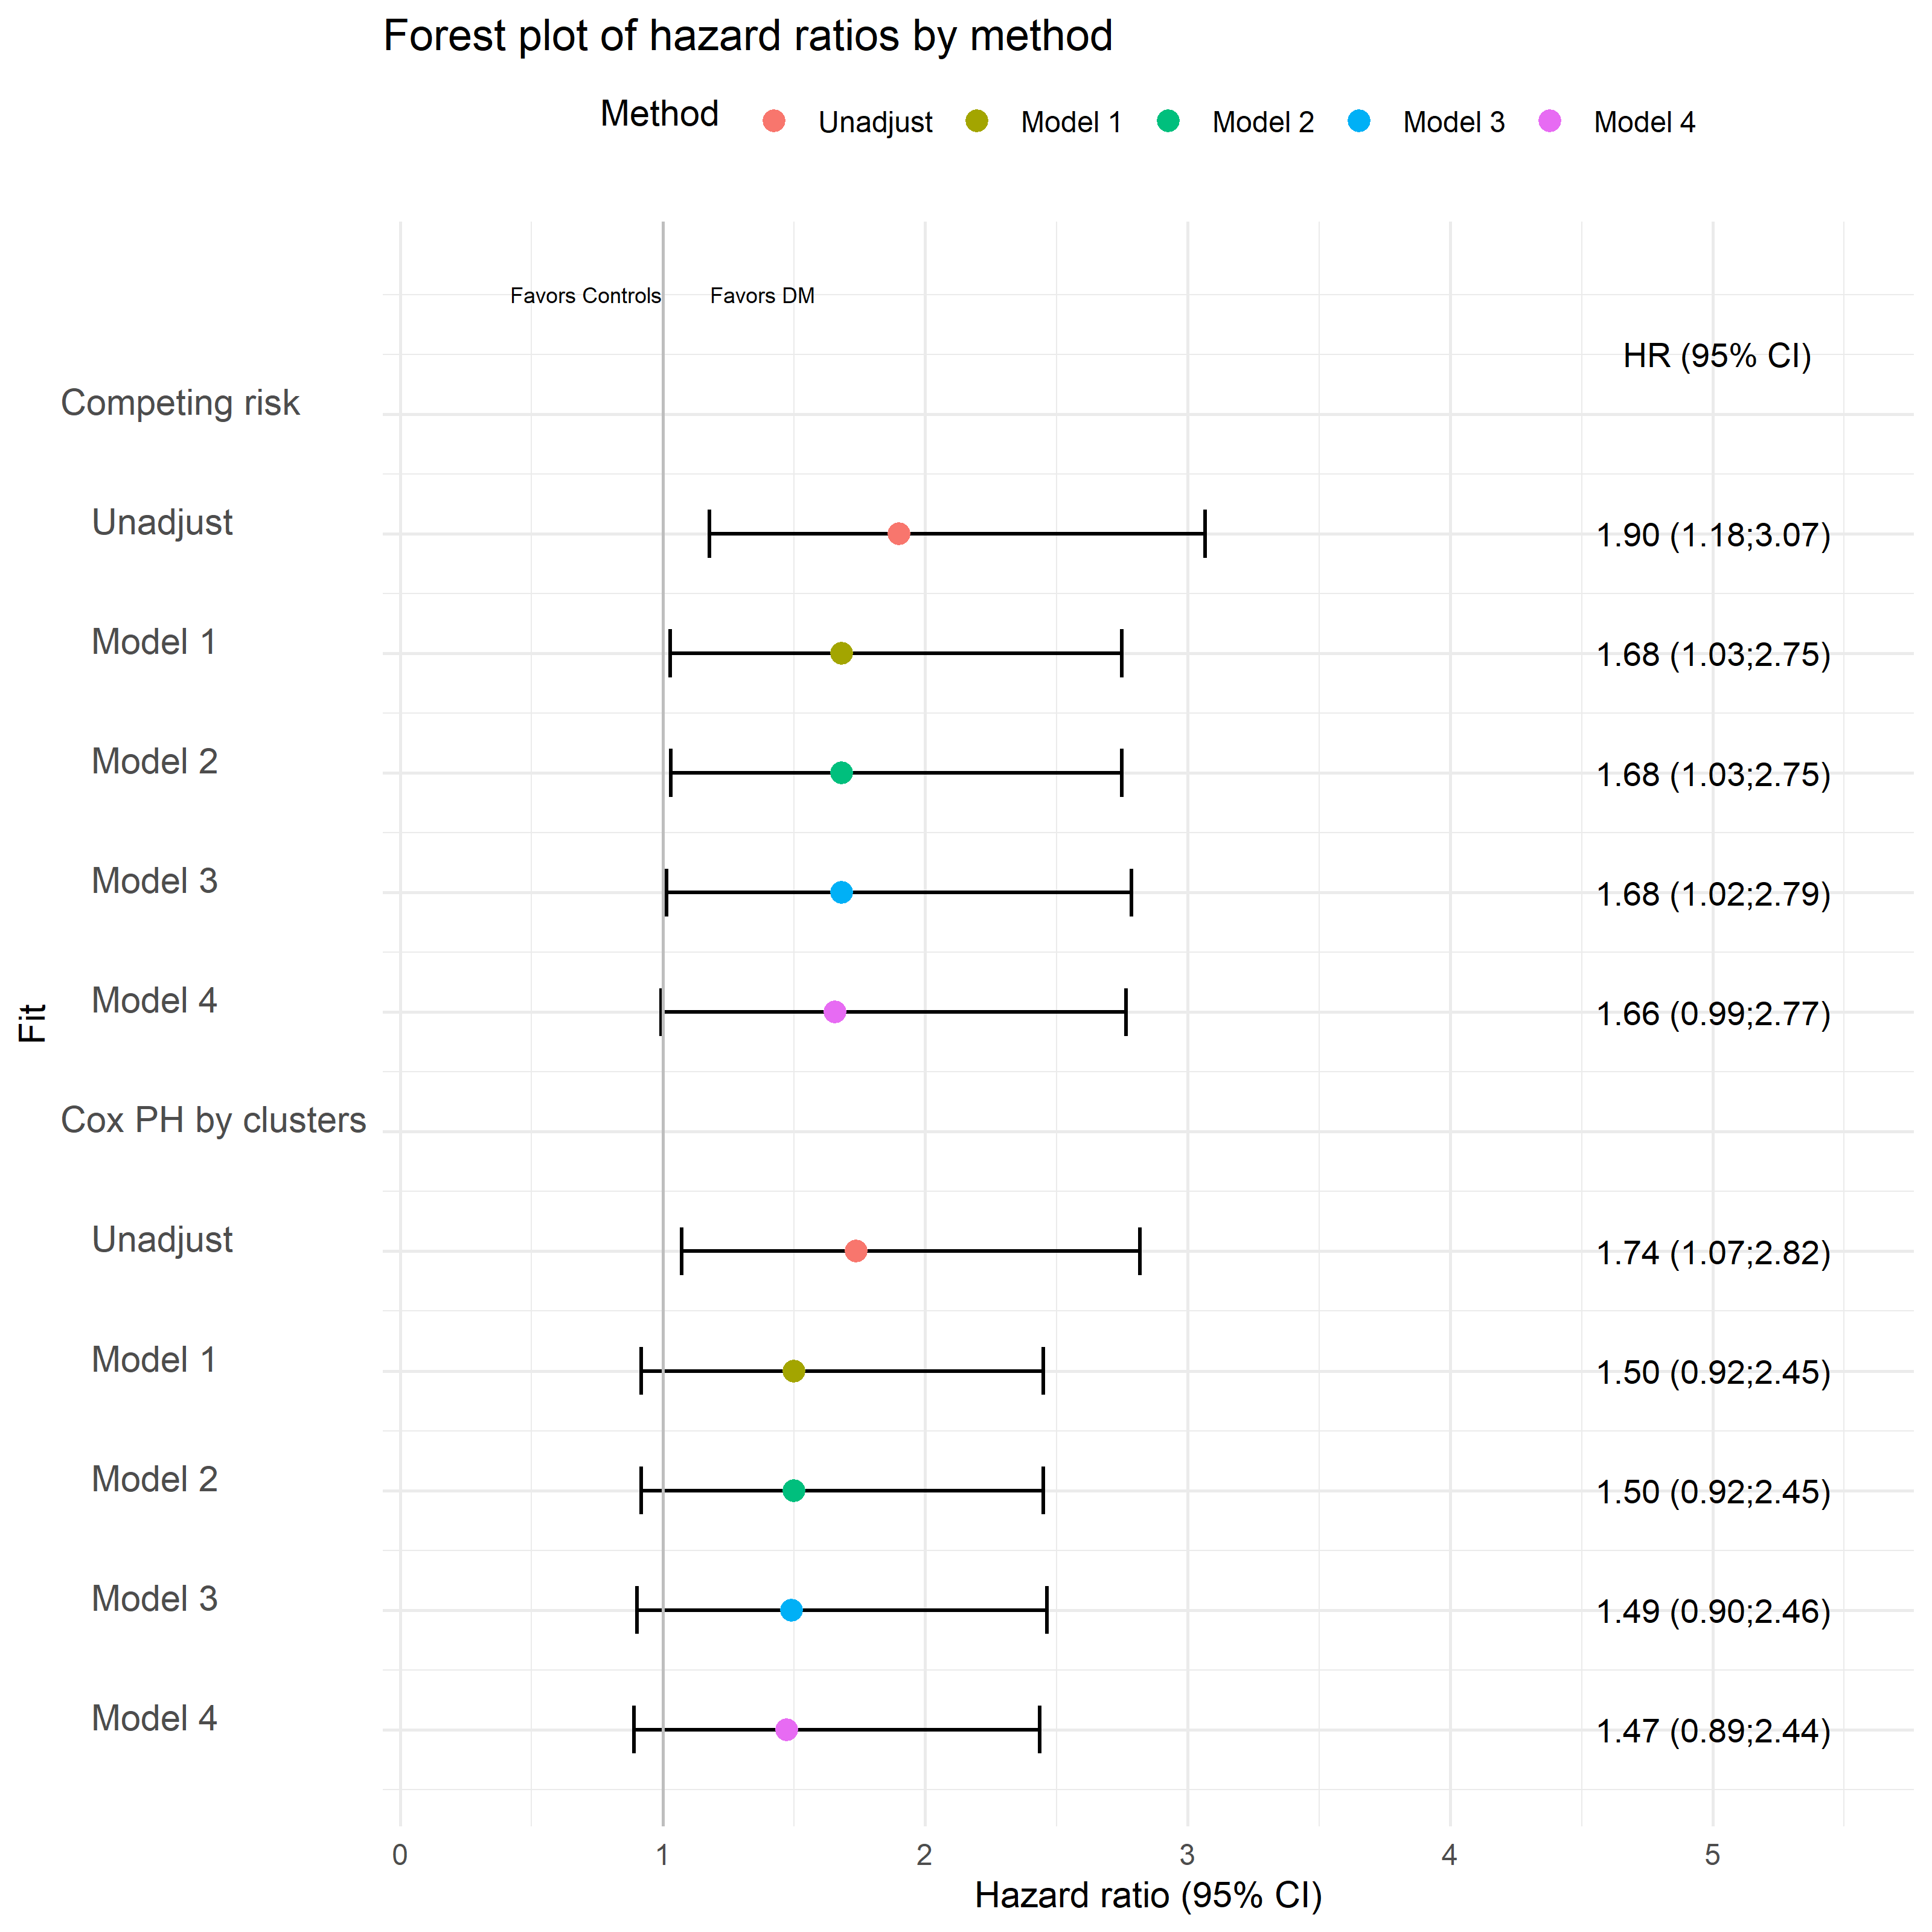 Forest plot of hazard ratios by method
Method Unadjust Model 1 Model 2 Model 3 Model 4
Favors Controls Favors DM
HR (95% CI)
Competing risk
Unadjust 1.90 (1.18;3.07)
Model 1 1.68 (1.03;2.75)
Model 2 1.68 (1.03;2.75)
Model 3 1.68 (1.02;2.79)
Model 4 1.66 (0.99;2.77)
Fit
Cox PH by clusters
Unadjust 1.74 (1.07;2.82)
Model 1 1.50 (0.92;2.45)
Model 2 1.50 (0.92;2.45)
Model 3 1.49 (0.90;2.46)
Model 4 1.47 (0.89;2.44)
0 1 2 3 4 5
Hazard ratio (95% CI)